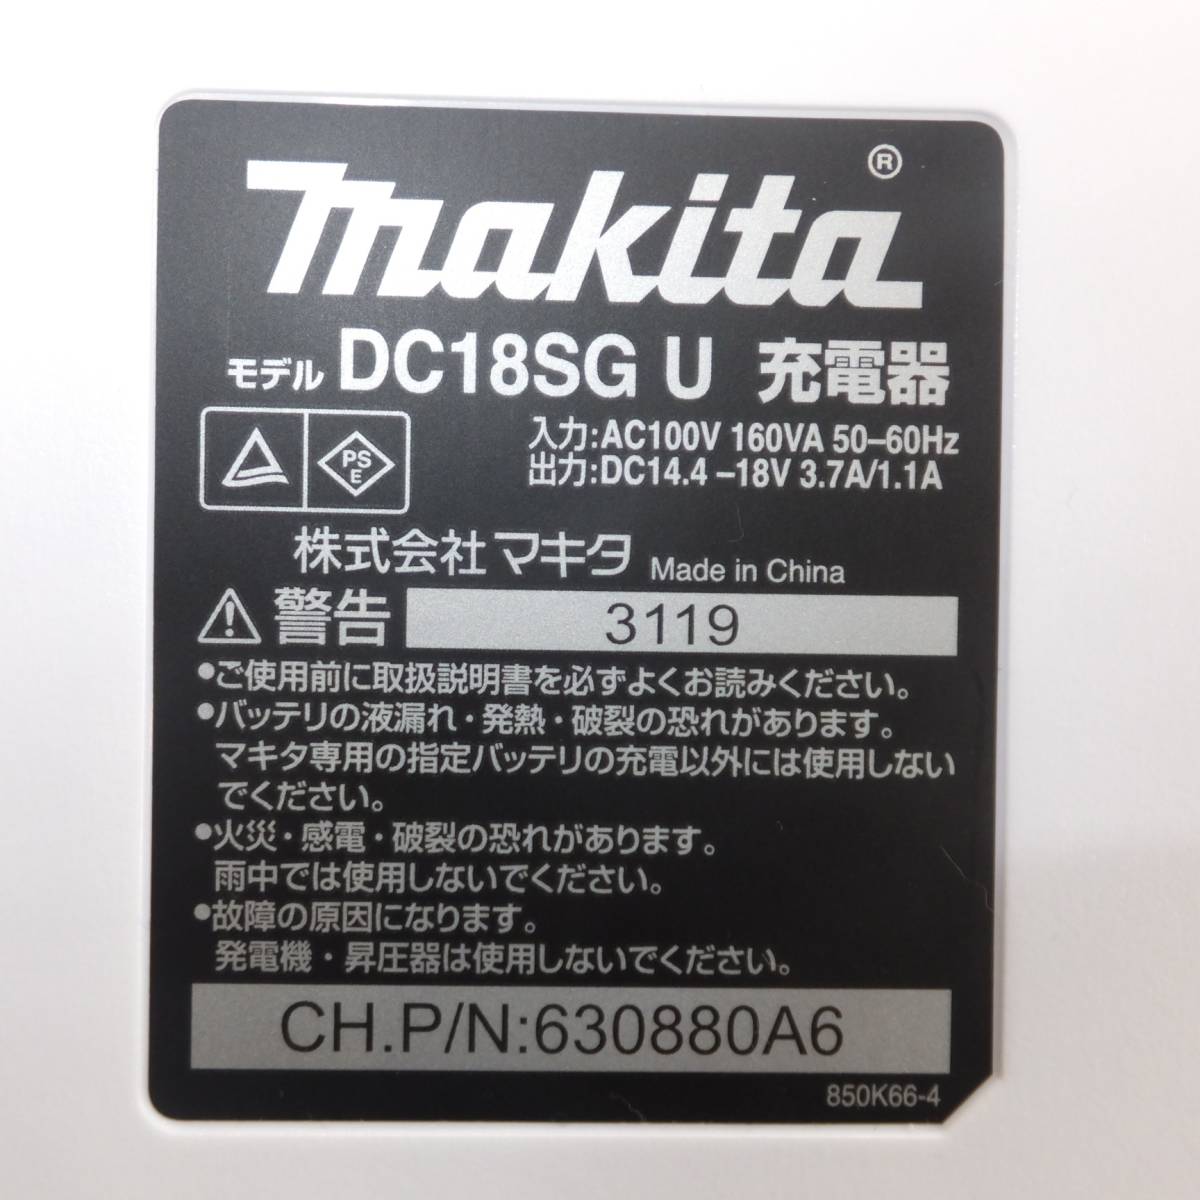 makita®
モデル DC18SG U 充電器
入力:AC100V 160VA 50–60Hz
PS
E
出力:DC14.4 –18V 3.7A/1.1A
株式会社 マキタ Made in China
警告 3119
•ご使用前に取扱説明書を必ずよくお読みください。
•バッテリの液漏れ・発熱・破裂の恐れがあります。
マキタ専用の指定バッテリの充電以外には使用しない
でください。
•火災・感電・破裂の恐れがあります。
雨中では使用しないでください。
•故障の原因になります。
発電機・昇圧器は使用しないでください。
CH.P/N:630880A6
850K66-4